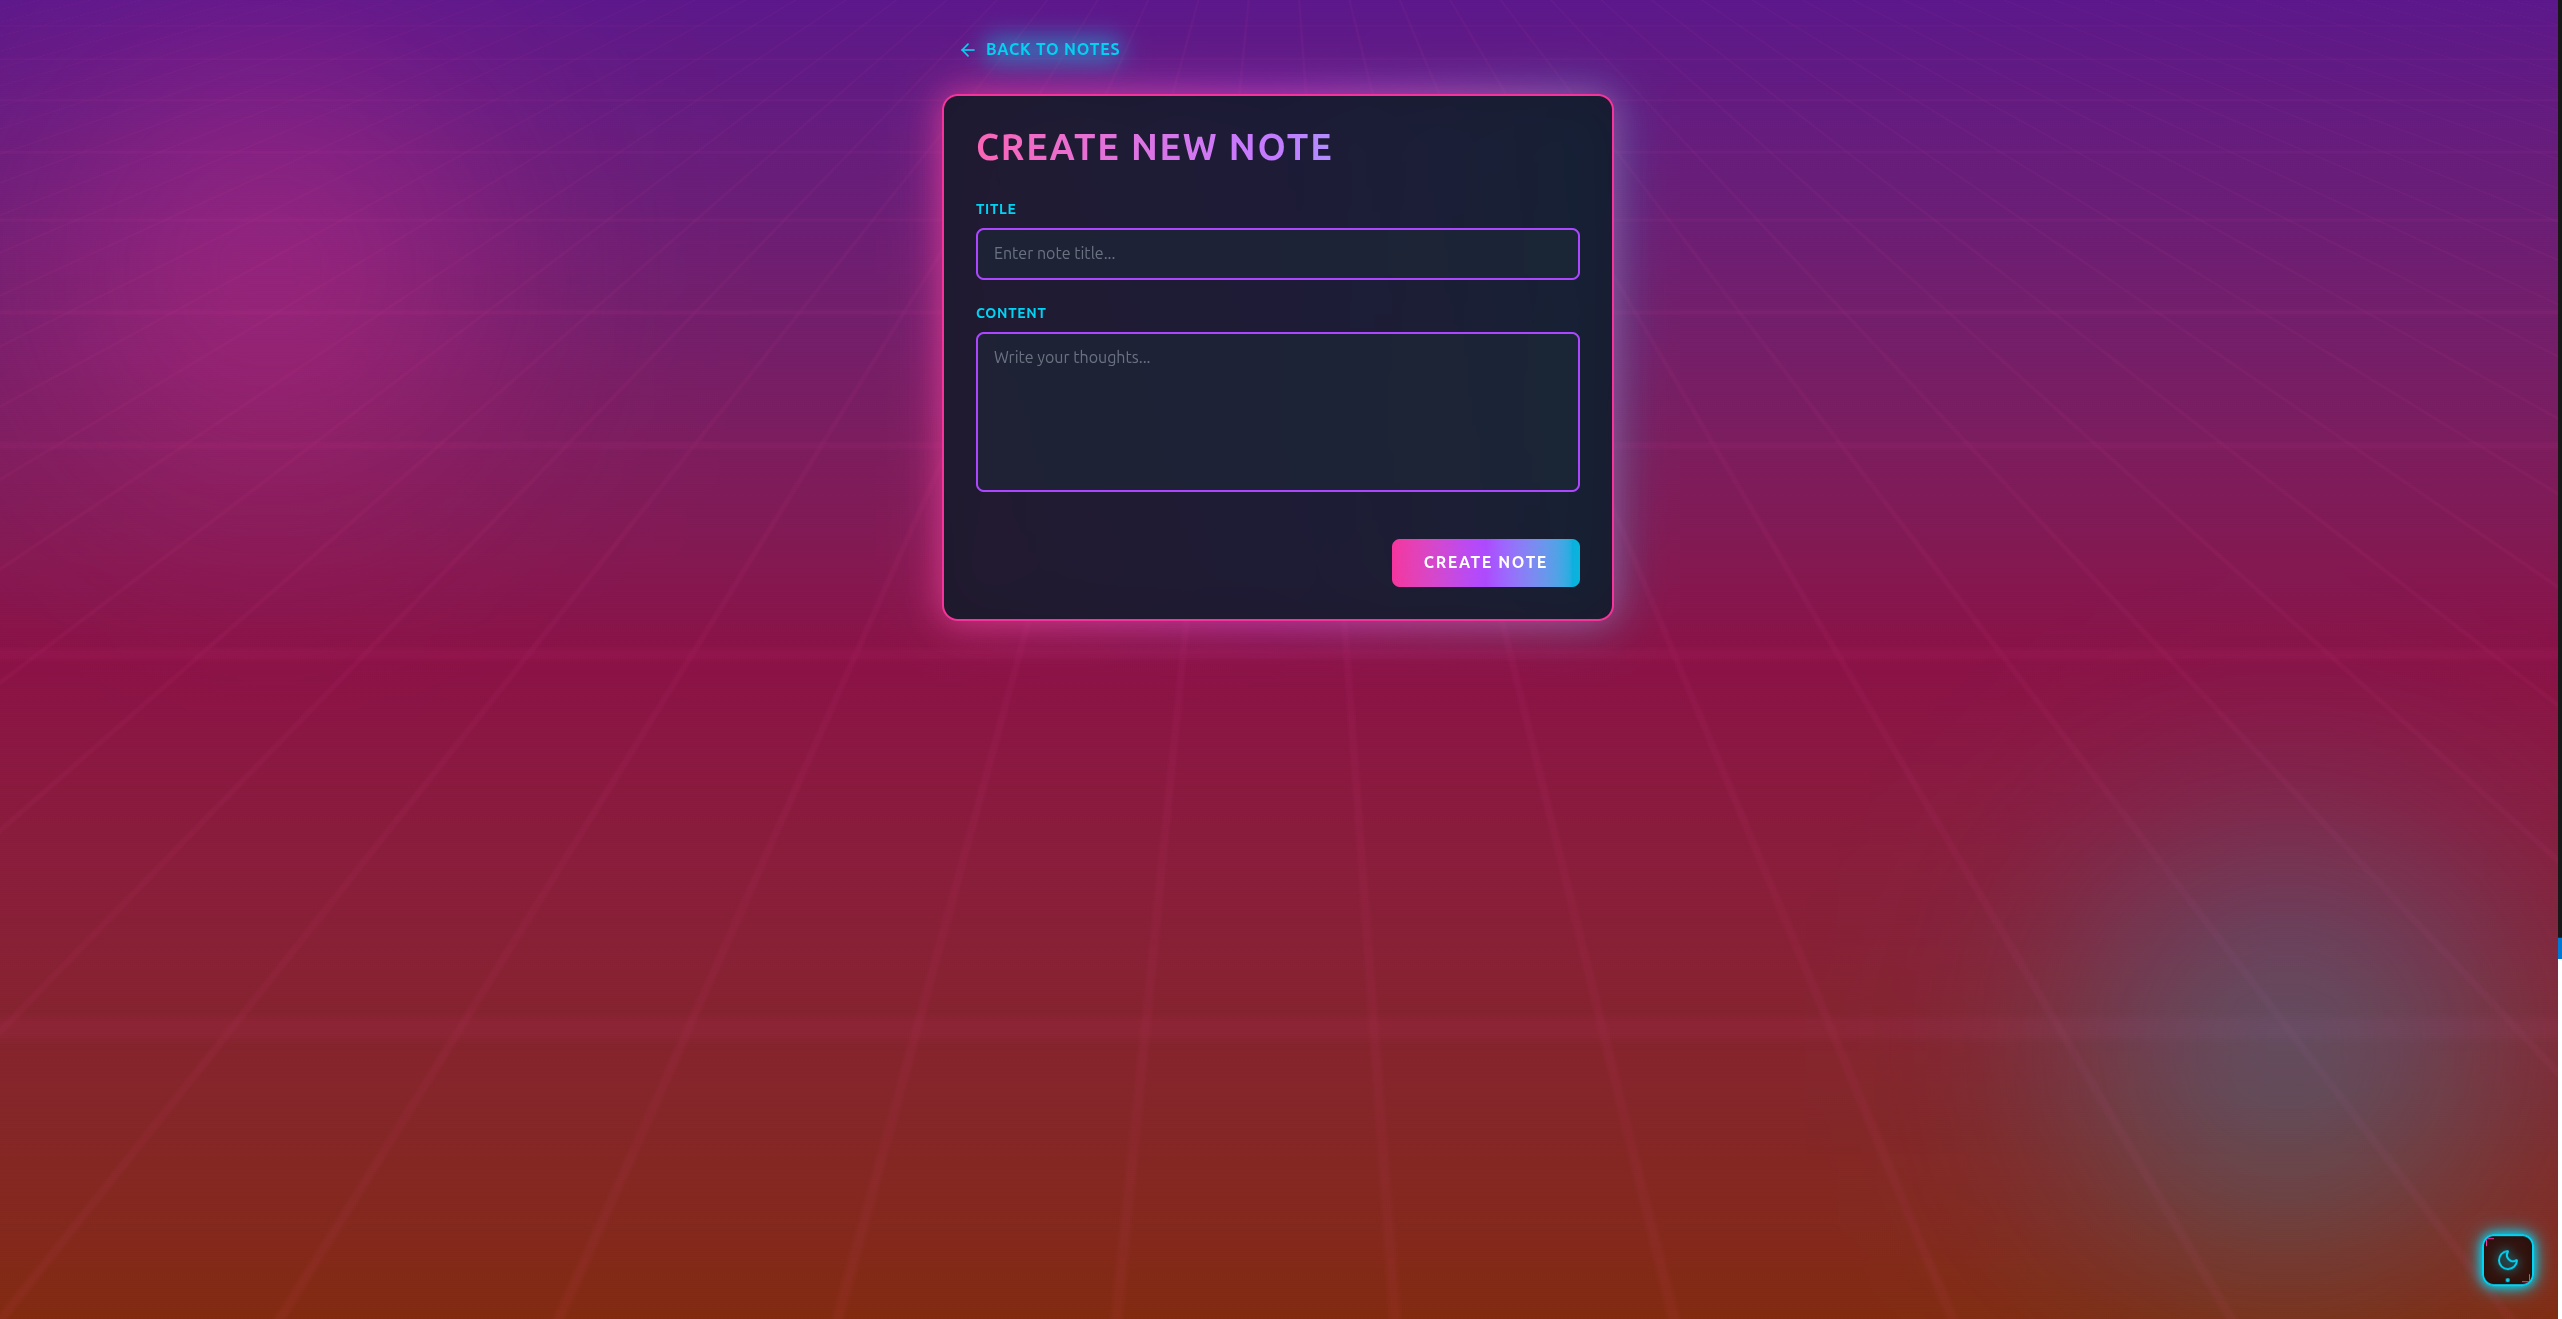 BACK TO NOTES
CREATE NEW NOTE
TITLE
Enter note title...
CONTENT
Write your thoughts...
CREATE NOTE